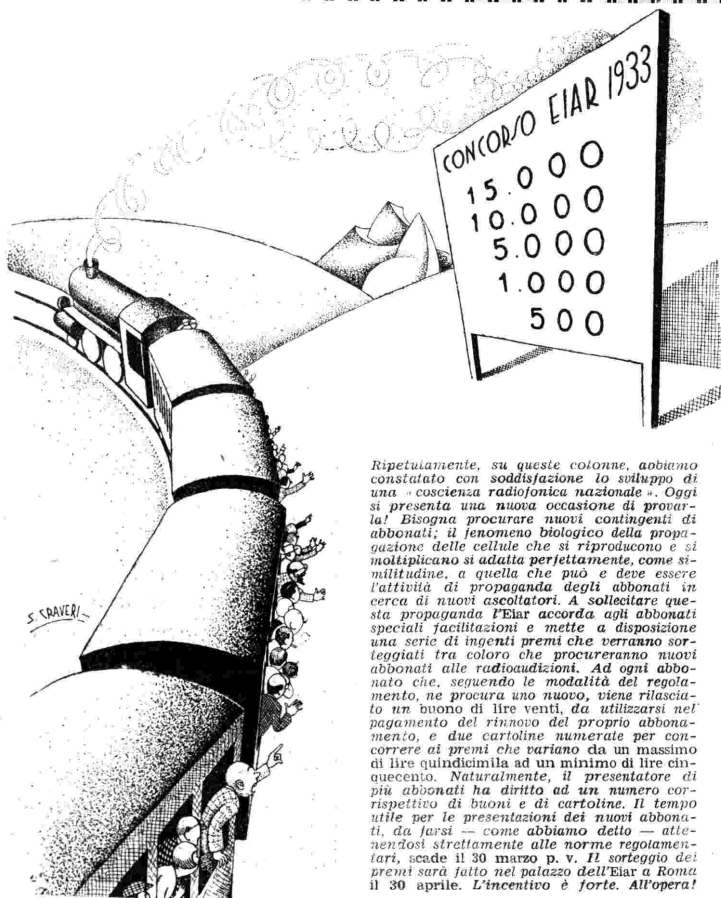 CONCORSO EIAR 1933
15.000
10.000
5.000
1.000
500
S. CRAVERI
Ripetutamente, su queste colonne, abbiamo
constatato con soddisfazione lo sviluppo di
una « coscienza radiofonica nazionale ». Oggi
si presenta una nuova occasione di provar-
la! Bisogna procurare nuovi contingenti di
abbonati; il fenomeno biologico della propa-
gazione delle cellule che si riproducono e si
moltiplicano si adatta perfettamente, come si-
militudine, a quella che può e deve essere
l'attività di propaganda degli abbonati in
cerca di nuovi ascoltatori. A sollecitare que-
sta propaganda l'Eiar accorda agli abbonati
speciali facilitazioni e mette a disposizione
una serie di ingenti premi che verranno sor-
teggiati tra coloro che procureranno nuovi
abbonati alle radioaudizioni. Ad ogni abbo-
nato che, seguendo le modalità del regola-
mento, ne procura uno nuovo, viene rilascia-
to un buono di lire venti, da utilizzarsi nel
pagamento del rinnovo del proprio abbona-
mento, e due cartoline numerate per con-
correre ai premi che variano da un massimo
di lire quindicimila ad un minimo di lire cin-
quecento. Naturalmente, il presentatore di
più abbonati ha diritto ad un numero cor-
rispettivo di buoni e di cartoline. Il tempo
utile per le presentazioni dei nuovi abbona-
ti, da farsi — come abbiamo detto — atte-
nendosi strettamente alle norme regolamen-
tari, scade il 30 marzo p. v. Il sorteggio dei
premi sarà fatto nel palazzo dell'Eiar a Roma
il 30 aprile. L'incentivo è forte. All'opera!